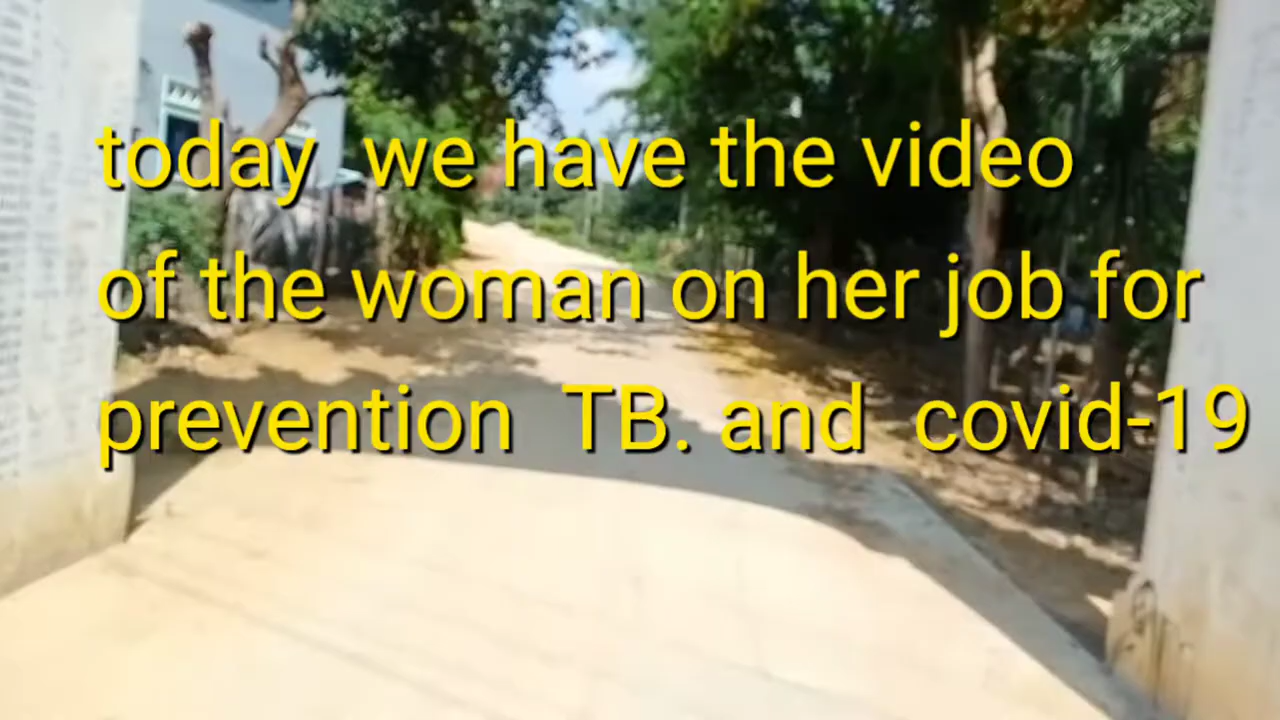 today we have the video
of the woman on her job for
prevention TB. and covid-19